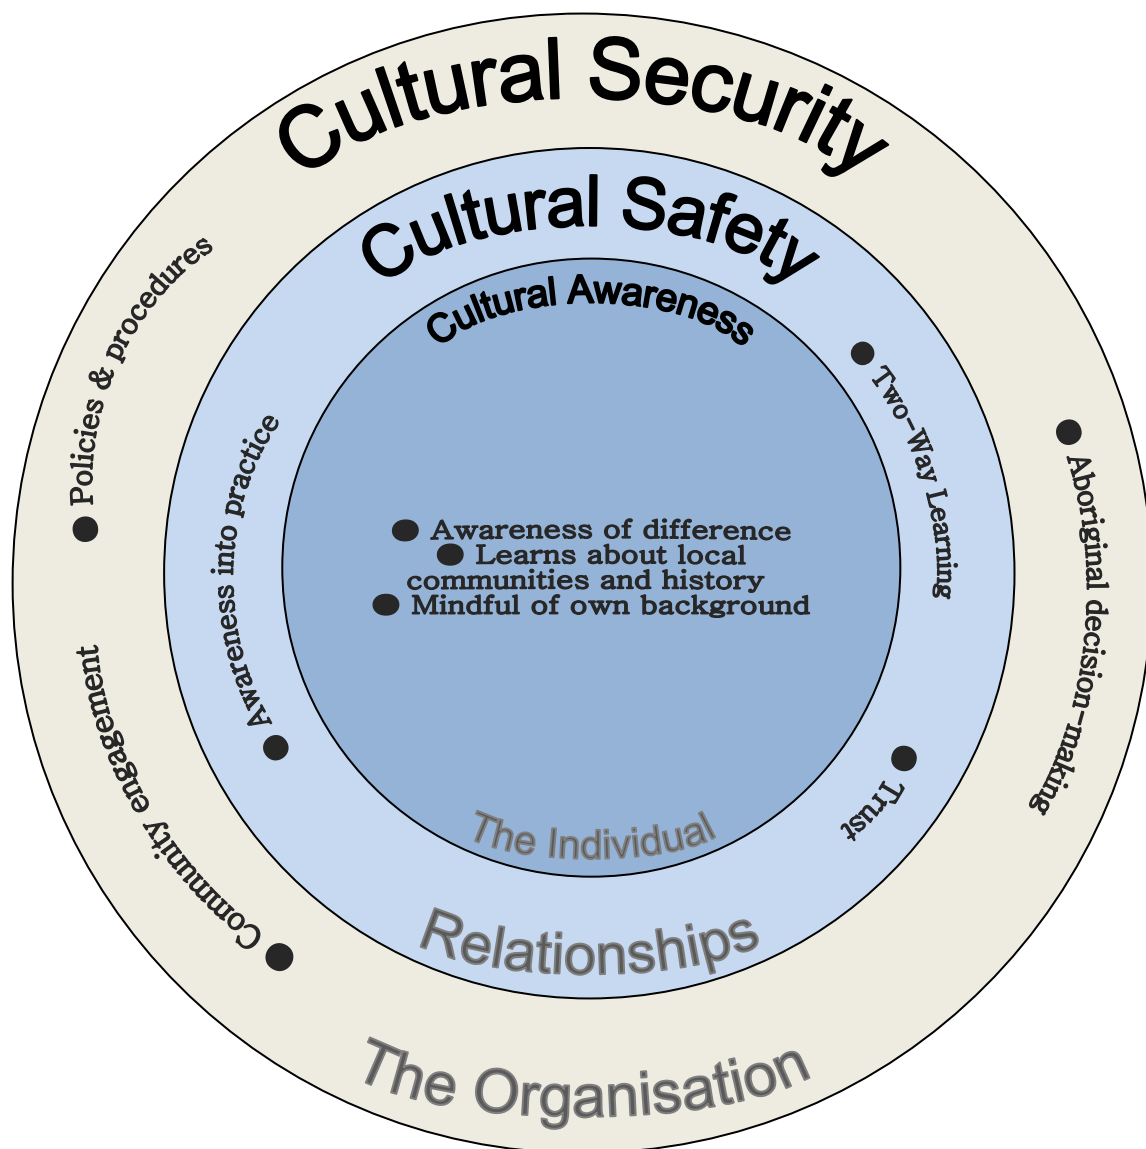 Cultural Security
Cultural Safety
Cultural Awareness
● Policies & procedures
● Community engagement
● Awareness into practice
● Awareness of difference
● Learns about local
communities and history
● Mindful of own background
● Two-Way Learning
● Trust
● Aboriginal decision-making
The Individual
Relationships
The Organisation